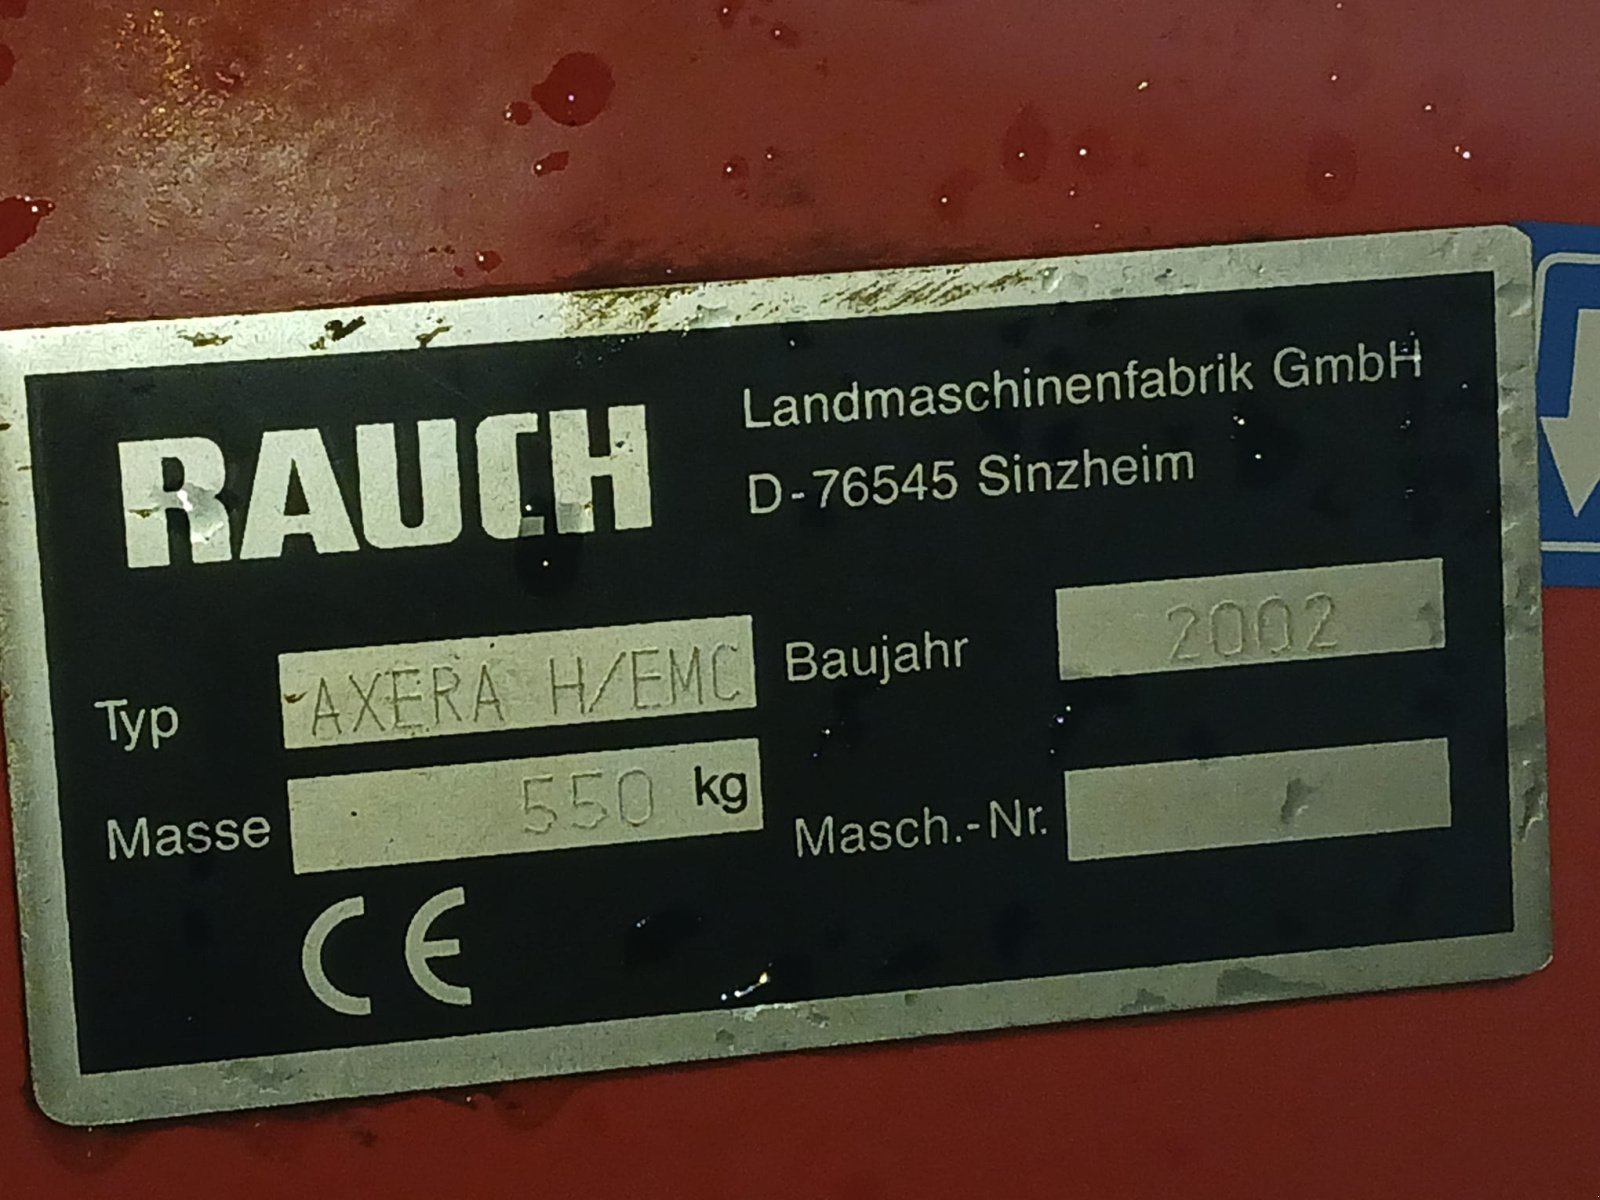 RAUCH
Landmaschinenfabrik GmbH
D-76545 Sinzheim
Typ AXERA H/EMC
Baujahr 2002
Masse 550 kg
Masch.-Nr.
CE